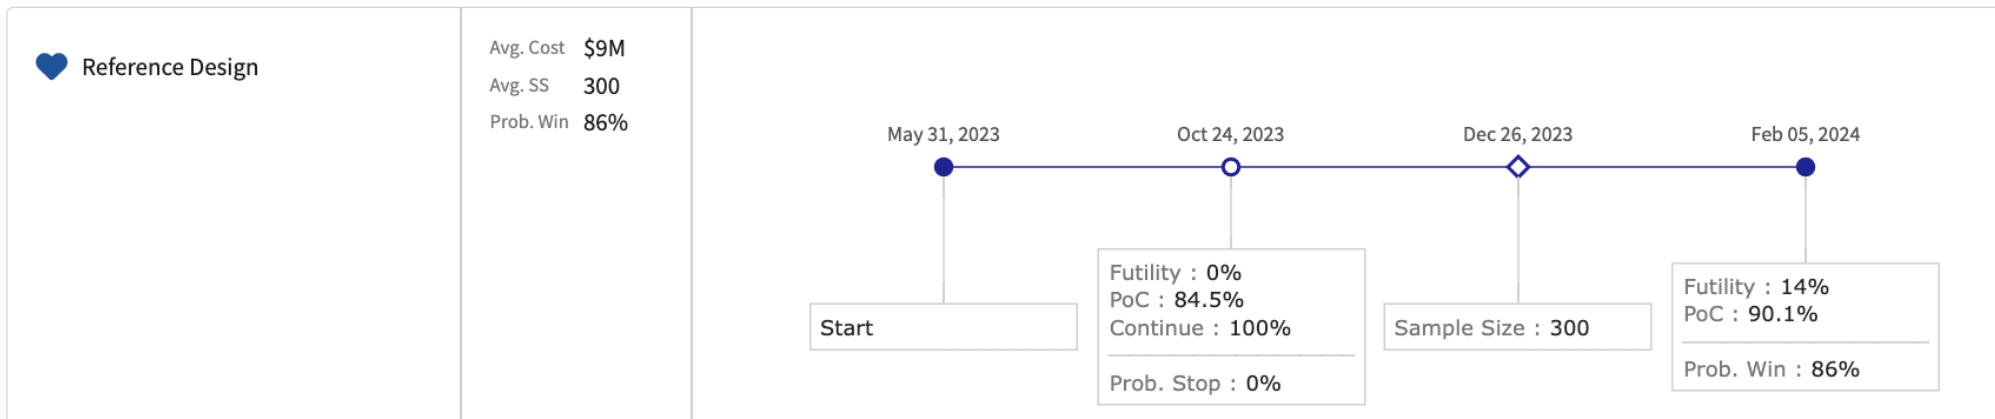 Reference Design
Avg. Cost $9M
Avg. SS 300
Prob. Win 86%
May 31, 2023
Oct 24, 2023
Dec 26, 2023
Feb 05, 2024
Start
Futility : 0%
PoC : 84.5%
Continue : 100%
Prob. Stop : 0%
Sample Size : 300
Futility : 14%
PoC : 90.1%
Prob. Win : 86%